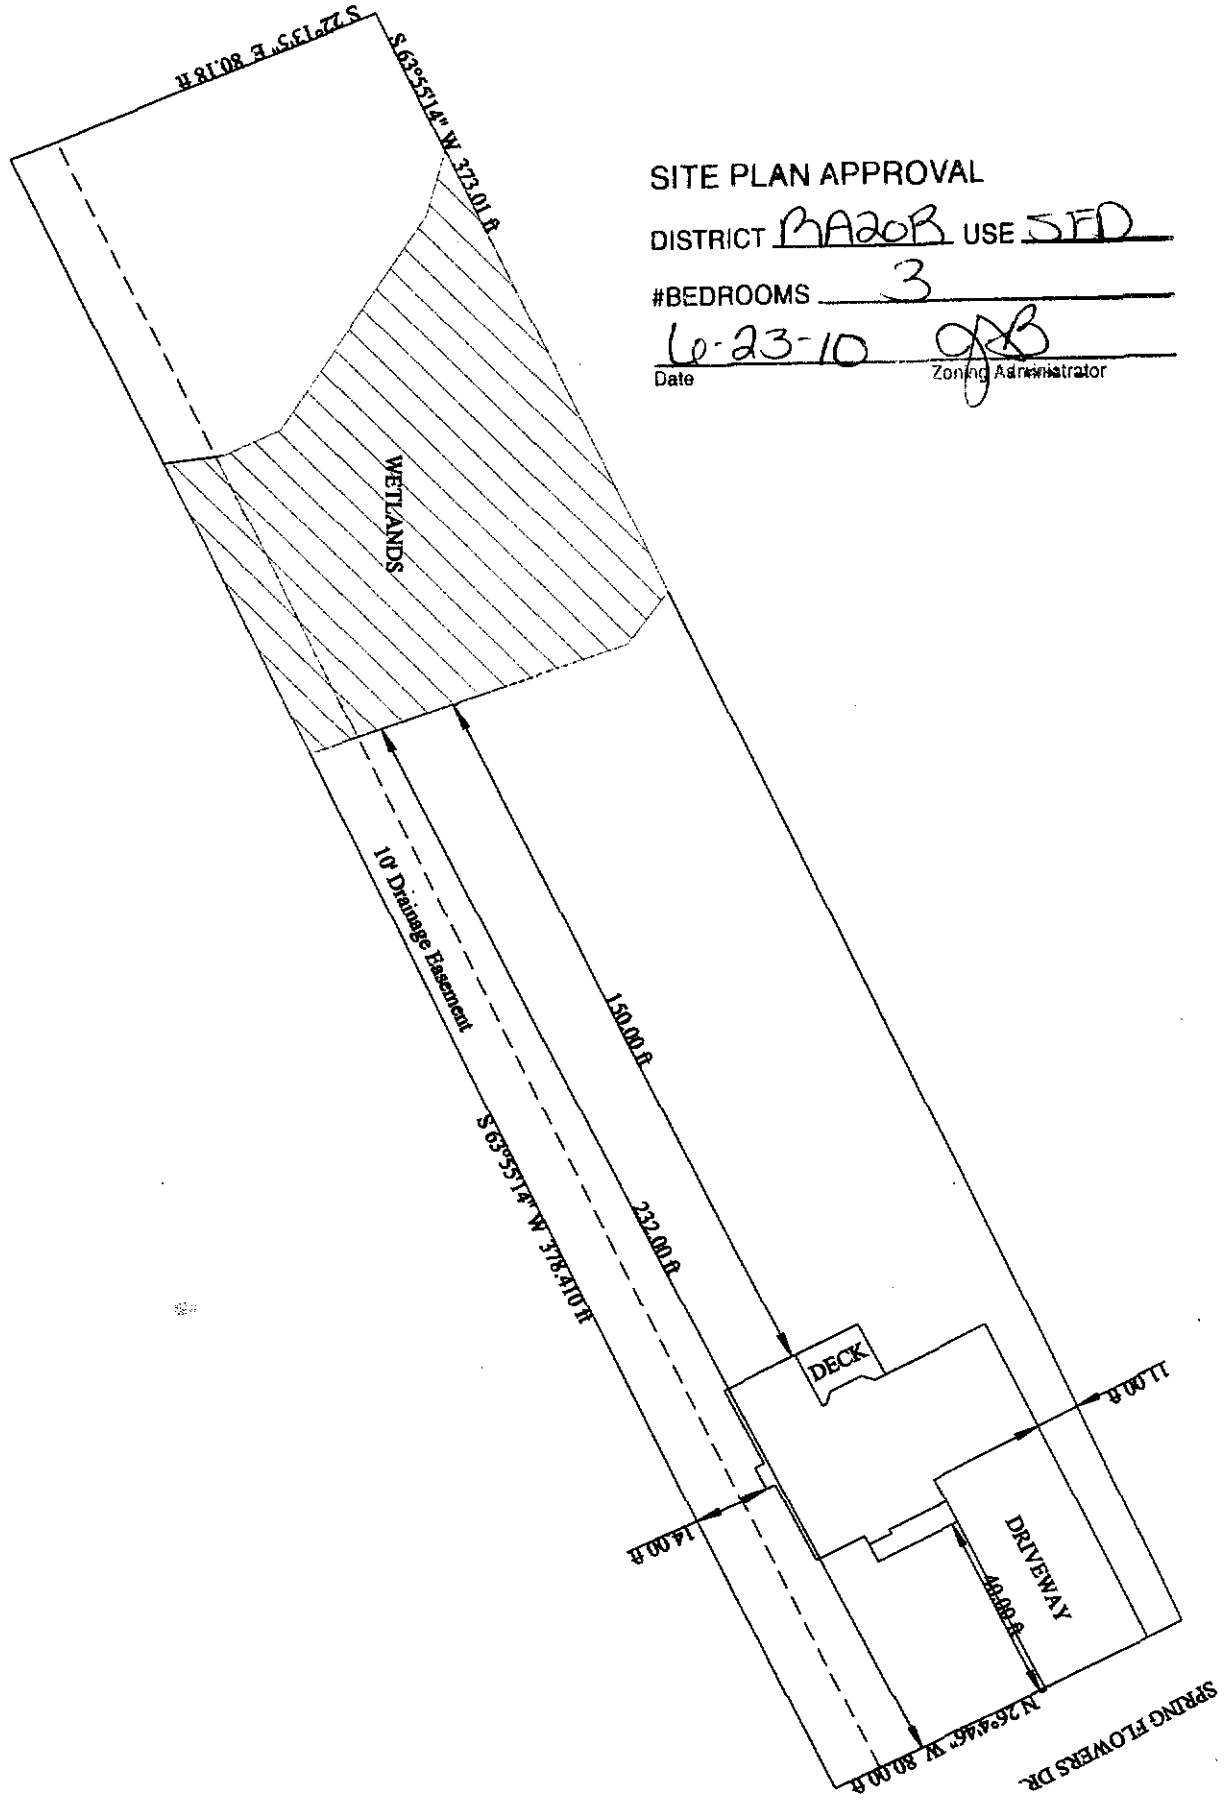 S 22°13'5" E 80.18 ft
S 63°55'14" W 373.01 ft
SITE PLAN APPROVAL
DISTRICT RA20R USE SFD
#BEDROOMS 3
6-23-10
Date Zoning Administrator
WETLANDS
10' Drainage Easement
150.00 ft
232.00 ft
S 63°55'14" W 378.410 ft
DECK
11.00 ft
14.00 ft
DRIVEWAY
40.00 ft
N 26°4'46" W 80.00 ft
SPRING FLOWERS DR.